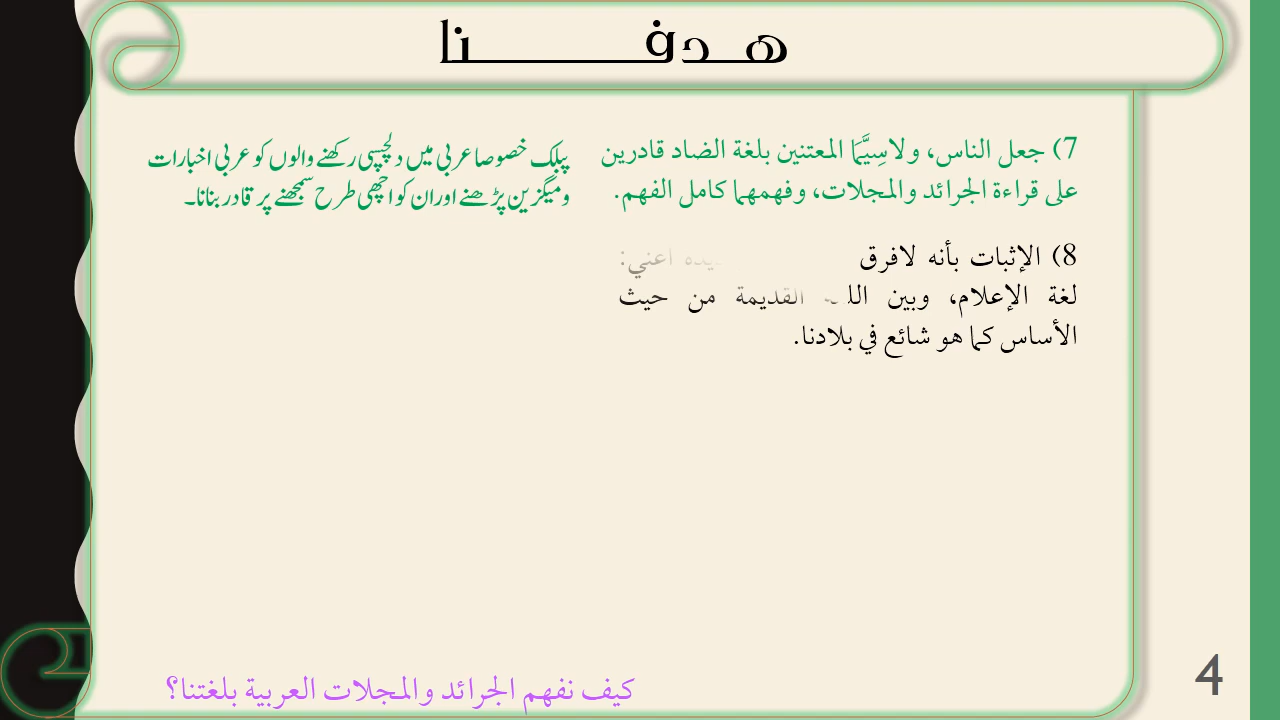 هدفنا
7) جعل الناس، ولاسِيَّمَا المعتنين بلغة الضاد قادرين
على قراءة الجرائد والمجلات، وفهمهما كامل الفهم.
پبلک خصوصا عربی میں دلچسپی رکھنے والوں کو عربی اخبارات
ومیگزین پڑھنے اوران کو اچھی طرح سمجھنے پر قادر بنانا۔
8) الإثبات بأنه لافرق اعني:
لغة الإعلام، وبين القديمة من حيث
الأساس كما هو شائع في بلادنا.
كيف نفهم الجرائد والمجلات العربية بلغتنا؟
4